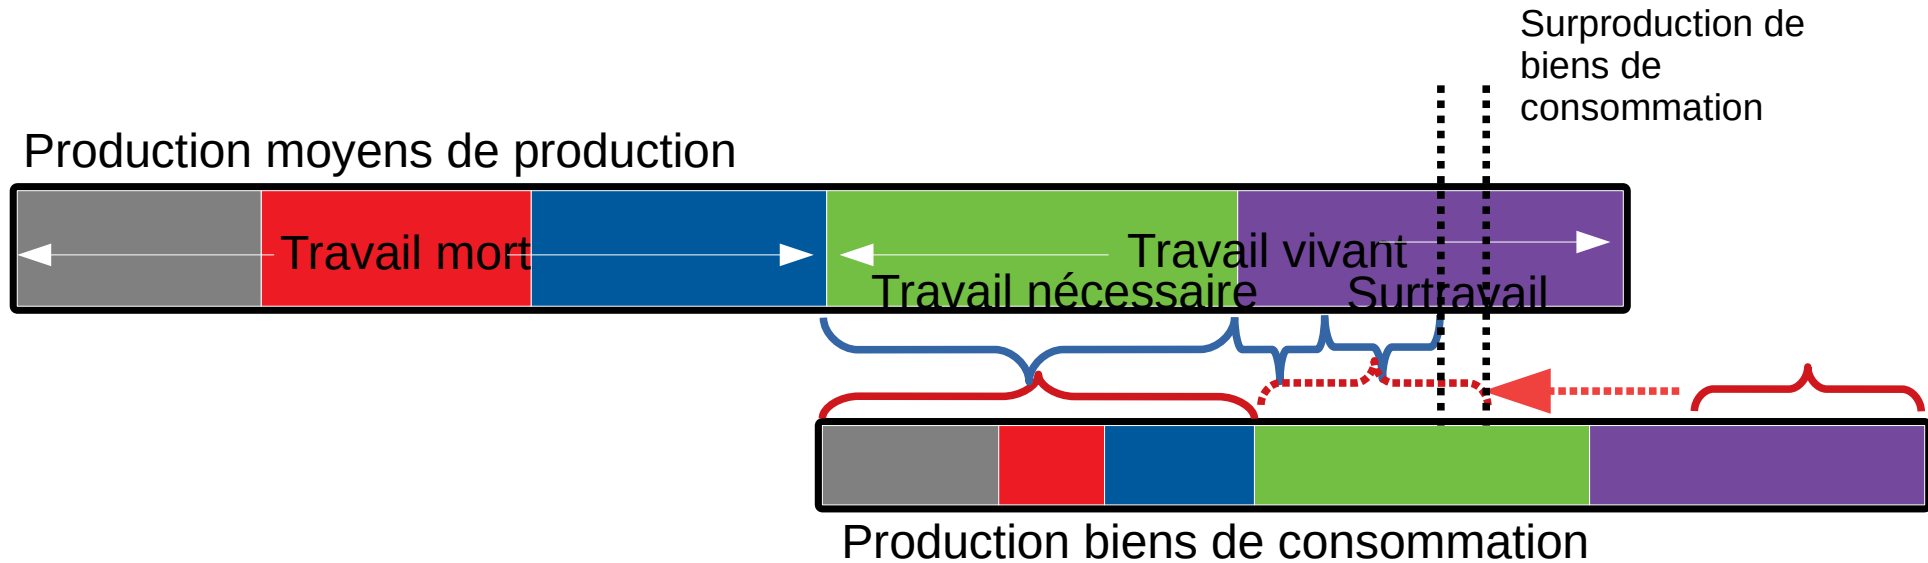 Surproduction de
biens de
consommation
Production moyens de production
Travail mort
Travail vivant
Travail nécessaire
Surtravail
Production biens de consommation